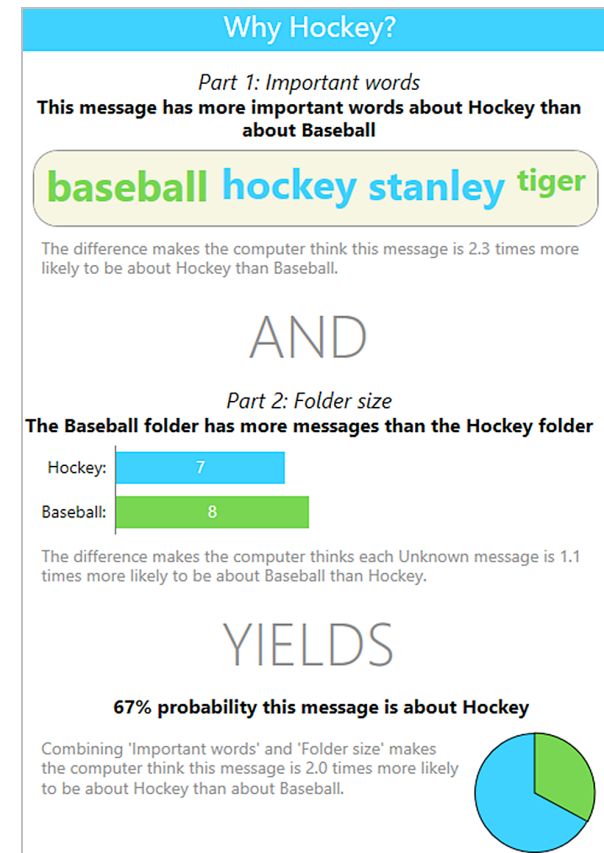 Why Hockey?
Part 1: Important words
This message has more important words about Hockey than
about Baseball
baseball hockey stanley tiger
The difference makes the computer think this message is 2.3 times more
likely to be about Hockey than Baseball.
AND
Part 2: Folder size
The Baseball folder has more messages than the Hockey folder
Hockey: 7
Baseball: 8
The difference makes the computer thinks each Unknown message is 1.1
times more likely to be about Baseball than Hockey.
YIELDS
67% probability this message is about Hockey
Combining 'Important words' and 'Folder size' makes
the computer think this message is 2.0 times more likely
to be about Hockey than about Baseball.